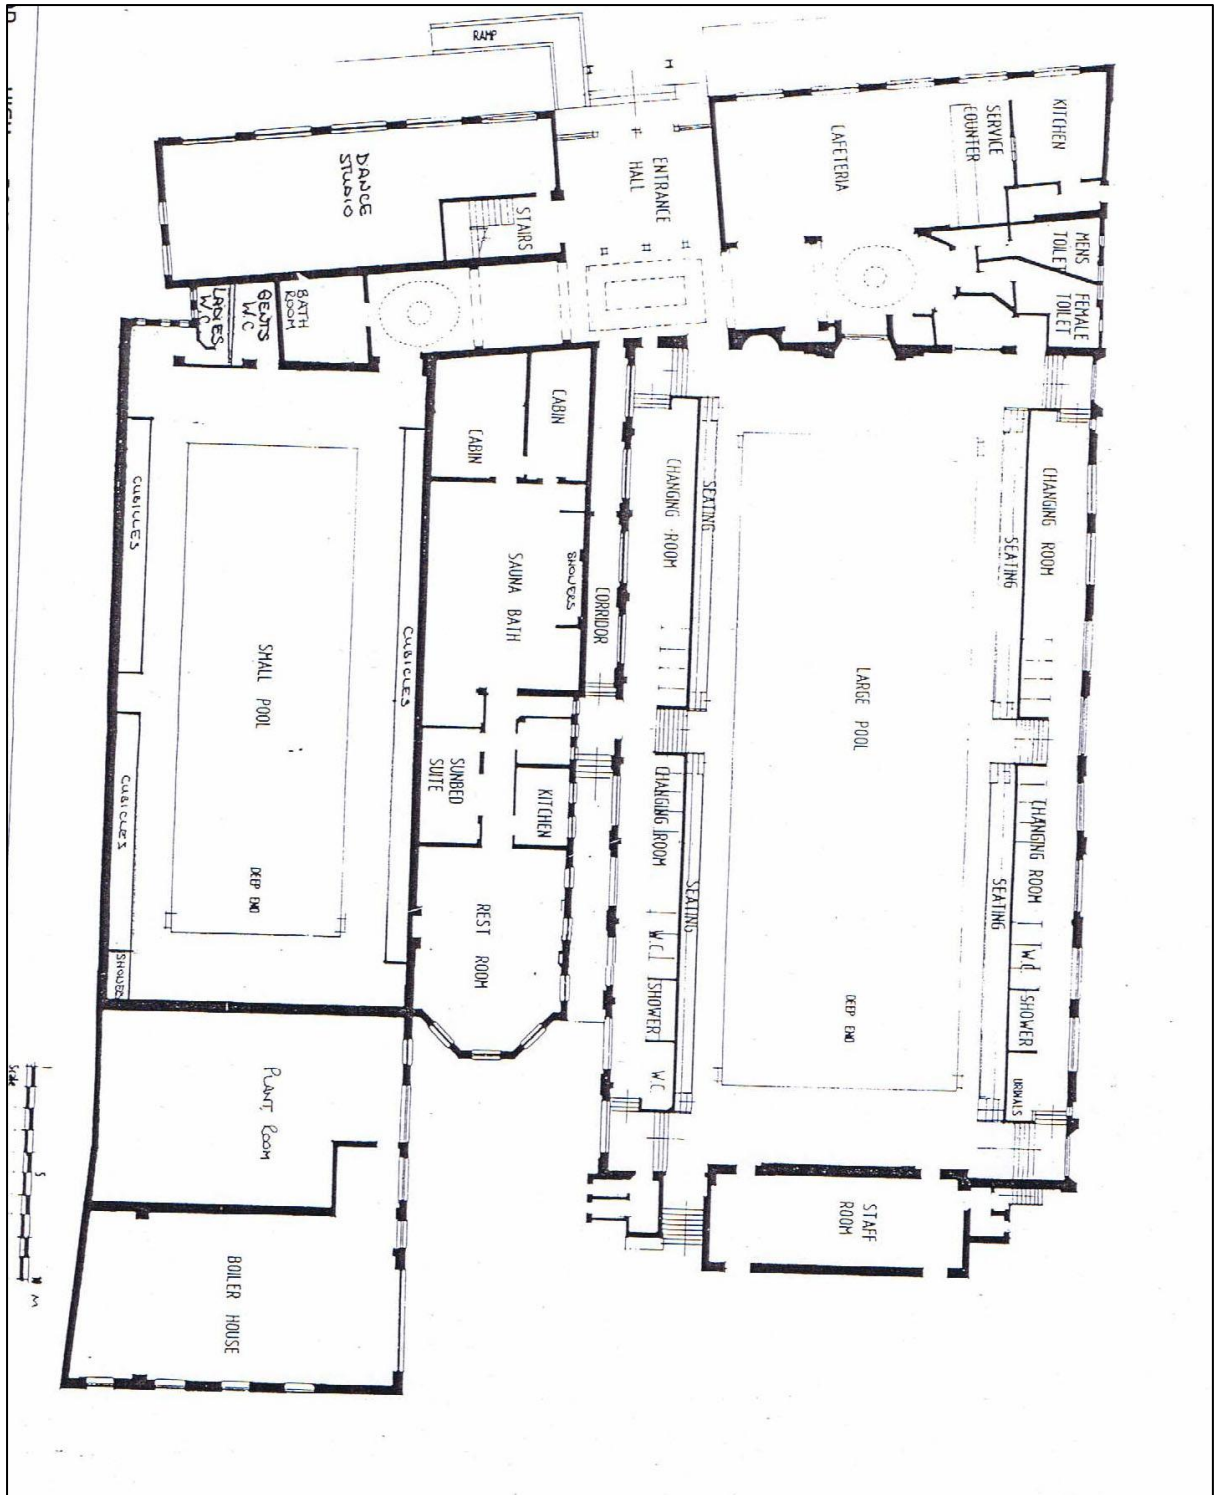 RAMP
KITCHEN
SERVICE
COUNTER
CAFETERIA
ENTRANCE
HALL
DANCE
STUDIO
STAIRS
MENS
TOILET
FEMALE
TOILET
BATH
ROOM
GENTS
W.C
LADIES
W.C
CABIN
CABIN
CHANGING ROOM
SEATING
CHANGING ROOM
SEATING
CUBICLES
SAUNA BATH
SHOWERS
CORRIDOR
CUBICLES
SMALL POOL
LARGE POOL
SUNBED
SUITE
KITCHEN
CHANGING ROOM
SEATING
CHANGING ROOM
SEATING
CUBICLES
DEEP END
REST ROOM
W.C
SHOWER
W.C
DEEP END
W.C
SHOWER
URINALS
SHOWER
PLANT ROOM
STAFF
ROOM
BOILER HOUSE
Scale
5
M